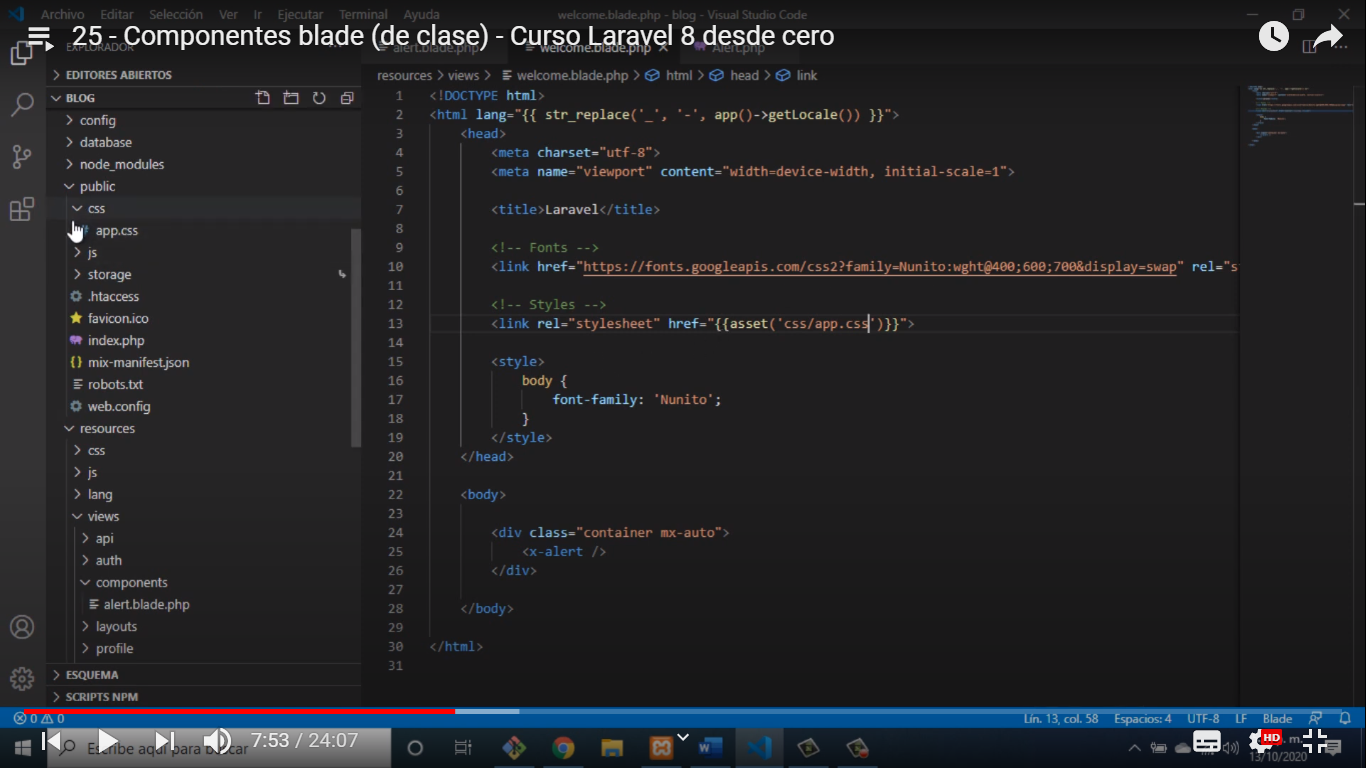 Archivo Editar Selección Ver Ir Ejecutar Terminal Ayuda
welcome.blade.php - blog - Visual Studio Code
25 - Componentes blade (de clase) - Curso Laravel 8 desde cero
EXPLORADOR
alert.blade.php welcome.blade.php Alert.php
EDITORES ABIERTOS
BLOG
config
database
node_modules
public
css
app.css
js
storage
.htaccess
favicon.ico
index.php
mix-manifest.json
robots.txt
web.config
resources
css
js
lang
views
api
auth
components
alert.blade.php
layouts
profile
ESQUEMA
SCRIPTS NPM
resources > views > welcome.blade.php > html > head > link
1 <!DOCTYPE html>
2 <html lang="{{ str_replace('_', '-', app()->getLocale()) }}">
3 <head>
4 <meta charset="utf-8">
5 <meta name="viewport" content="width=device-width, initial-scale=1">
6
7 <title>Laravel</title>
8
9 <!-- Fonts -->
10 <link href="https://fonts.googleapis.com/css2?family=Nunito:wght@400;600;700&display=swap" rel="s
11
12 <!-- Styles -->
13 <link rel="stylesheet" href="{{asset('css/app.css')}}">
14
15 <style>
16 body {
17 font-family: 'Nunito';
18 }
19 </style>
20 </head>
21
22 <body>
23
24 <div class="container mx-auto">
25 <x-alert />
26 </div>
27
28 </body>
29
30 </html>
31
0 0
Lín. 13, col. 58 Espacios: 4 UTF-8 LF Blade
Escribe aquí para buscar
7:53 / 24:07
HD
m.
13/10/2020